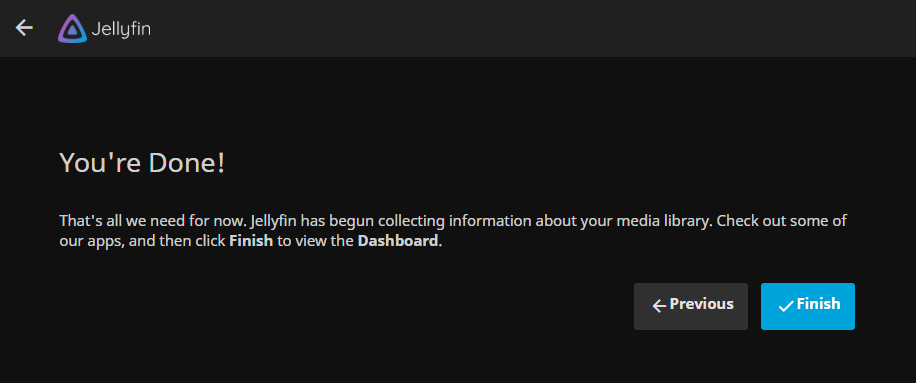 Jellyfin
You're Done!
That's all we need for now. Jellyfin has begun collecting information about your media library. Check out some of
our apps, and then click Finish to view the Dashboard.
Previous
Finish